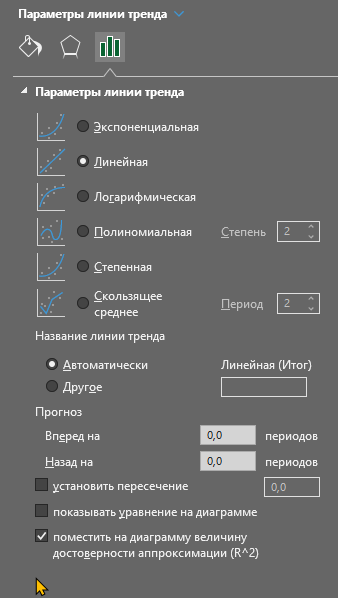 Параметры линии тренда
Параметры линии тренда
Экспоненциальная
Линейная
Логарифмическая
Полиномиальная Степень 2
Степенная
Скользящее
среднее Период 2
Название линии тренда
Автоматически Линейная (Итог)
Другое
Прогноз
Вперед на 0,0 периодов
Назад на 0,0 периодов
установить пересечение 0,0
показывать уравнение на диаграмме
поместить на диаграмму величину
достоверности аппроксимации (R^2)